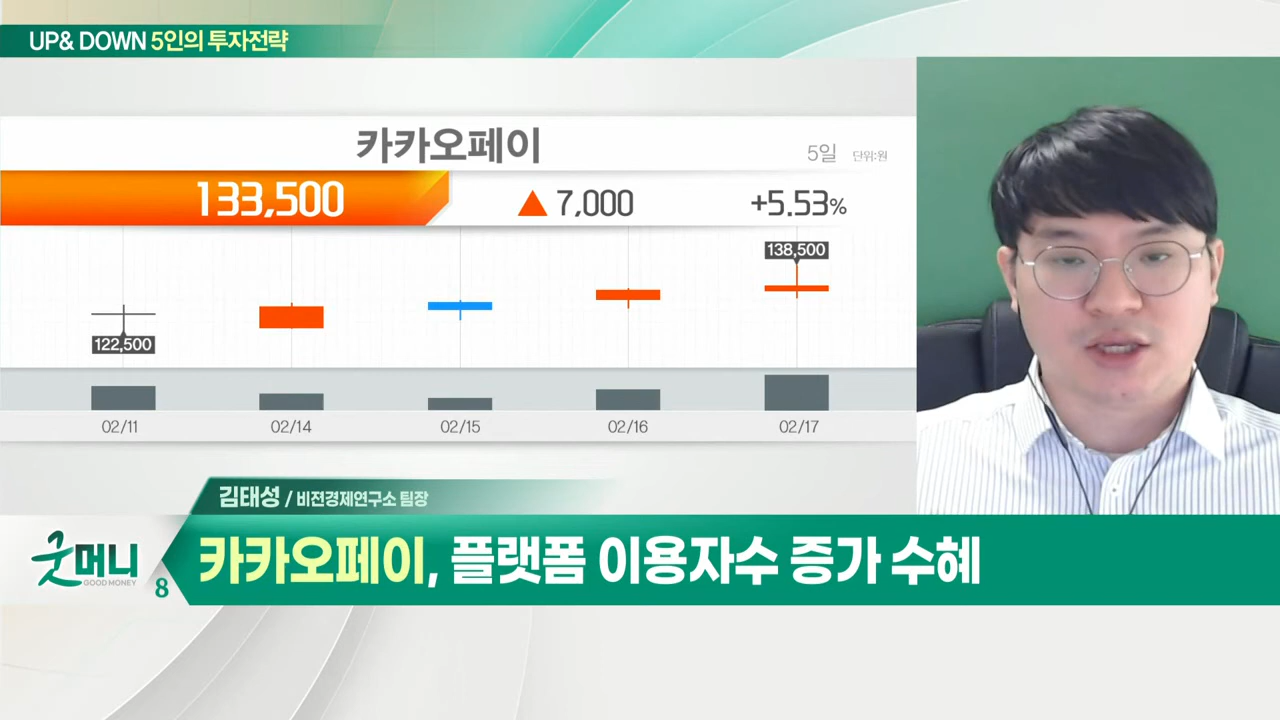 UP& DOWN 5인의 투자전략
카카오페이
5일 단위:원
133,500 ▲ 7,000 +5.53%
138,500
122,500
02/11 02/14 02/15 02/16 02/17
김태성 / 비젼경제연구소 팀장
굿머니
GOOD MONEY
8
카카오페이, 플랫폼 이용자수 증가 수혜